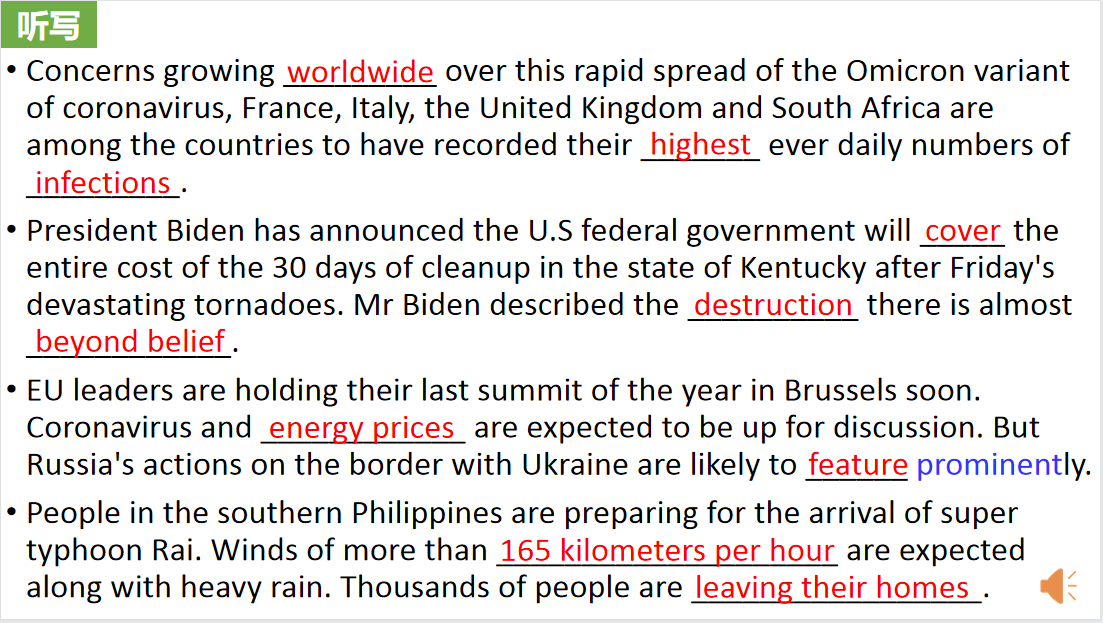 听写
• Concerns growing worldwide over this rapid spread of the Omicron variant
of coronavirus, France, Italy, the United Kingdom and South Africa are
among the countries to have recorded their highest ever daily numbers of
infections.
• President Biden has announced the U.S federal government will cover the
entire cost of the 30 days of cleanup in the state of Kentucky after Friday's
devastating tornadoes. Mr Biden described the destruction there is almost
beyond belief.
• EU leaders are holding their last summit of the year in Brussels soon.
Coronavirus and energy prices are expected to be up for discussion. But
Russia's actions on the border with Ukraine are likely to feature prominently.
• People in the southern Philippines are preparing for the arrival of super
typhoon Rai. Winds of more than 165 kilometers per hour are expected
along with heavy rain. Thousands of people are leaving their homes.